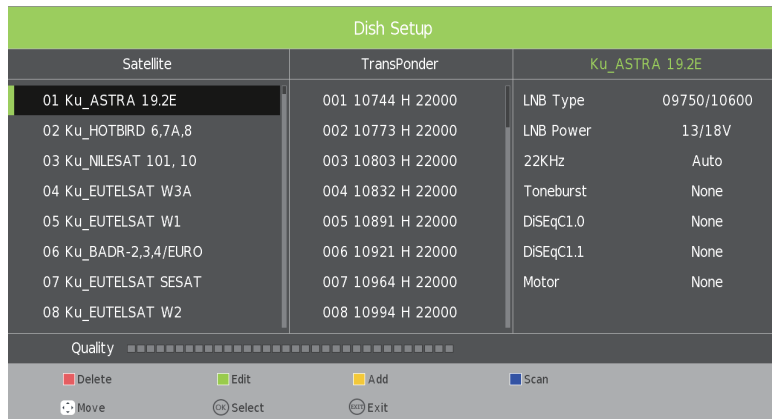 Dish Setup
Satellite TransPonder Ku_ASTRA 19.2E
01 Ku_ASTRA 19.2E 001 10744 H 22000 LNB Type 09750/10600
02 Ku_HOTBIRD 6,7A,8 002 10773 H 22000 LNB Power 13/18V
03 Ku_NILESAT 101, 10 003 10803 H 22000 22KHz Auto
04 Ku_EUTELSAT W3A 004 10832 H 22000 Toneburst None
05 Ku_EUTELSAT W1 005 10891 H 22000 DiSEqC1.0 None
06 Ku_BADR-2,3,4/EURO 006 10921 H 22000 DiSEqC1.1 None
07 Ku_EUTELSAT SESAT 007 10964 H 22000 Motor None
08 Ku_EUTELSAT W2 008 10994 H 22000
Quality
Delete Edit Add Scan
Move OK Select EXIT Exit